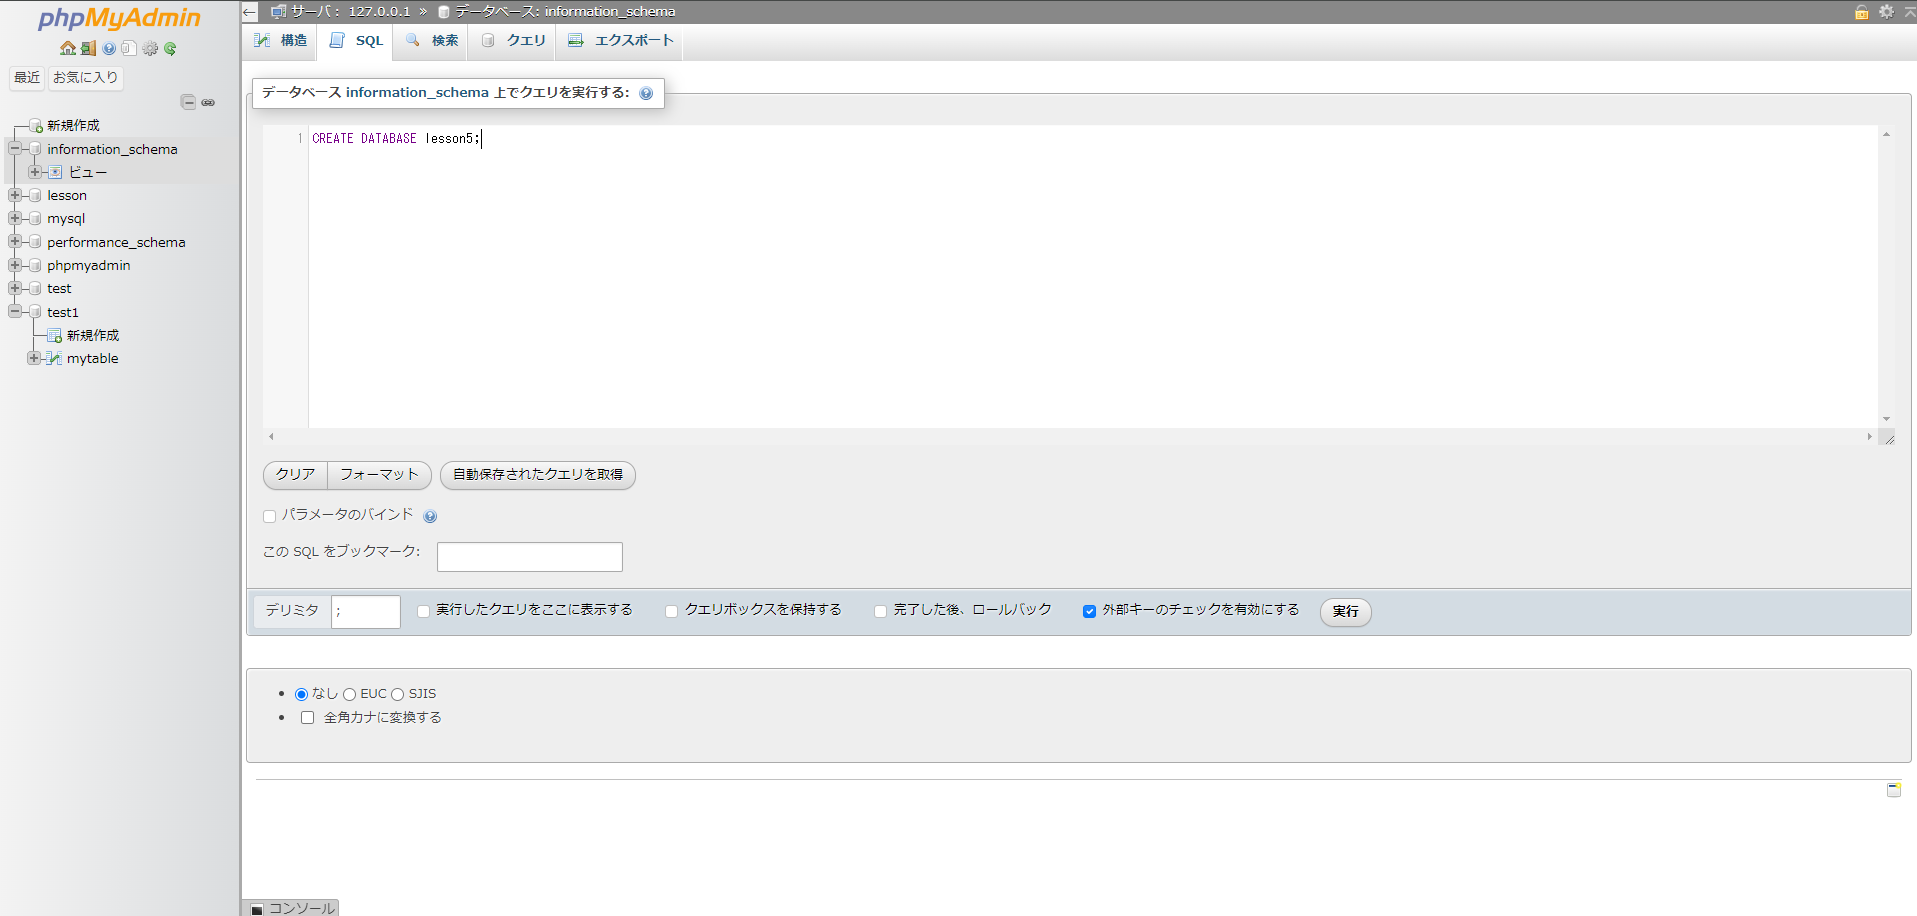 phpMyAdmin
最近 お気に入り
新規作成
information_schema
ビュー
lesson
mysql
performance_schema
phpmyadmin
test
test1
新規作成
mytable
サーバ: 127.0.0.1 » データベース: information_schema
構造 SQL 検索 クエリ エクスポート
データベース information_schema 上でクエリを実行する:
1 CREATE DATABASE lesson5;
クリア フォーマット 自動保存されたクエリを取得
パラメータのバインド
この SQL をブックマーク:
デリミタ ; 実行したクエリをここに表示する クエリボックスを保持する 完了した後、ロールバック 外部キーのチェックを有効にする 実行
なし EUC SJIS
全角カナに変換する
コンソール